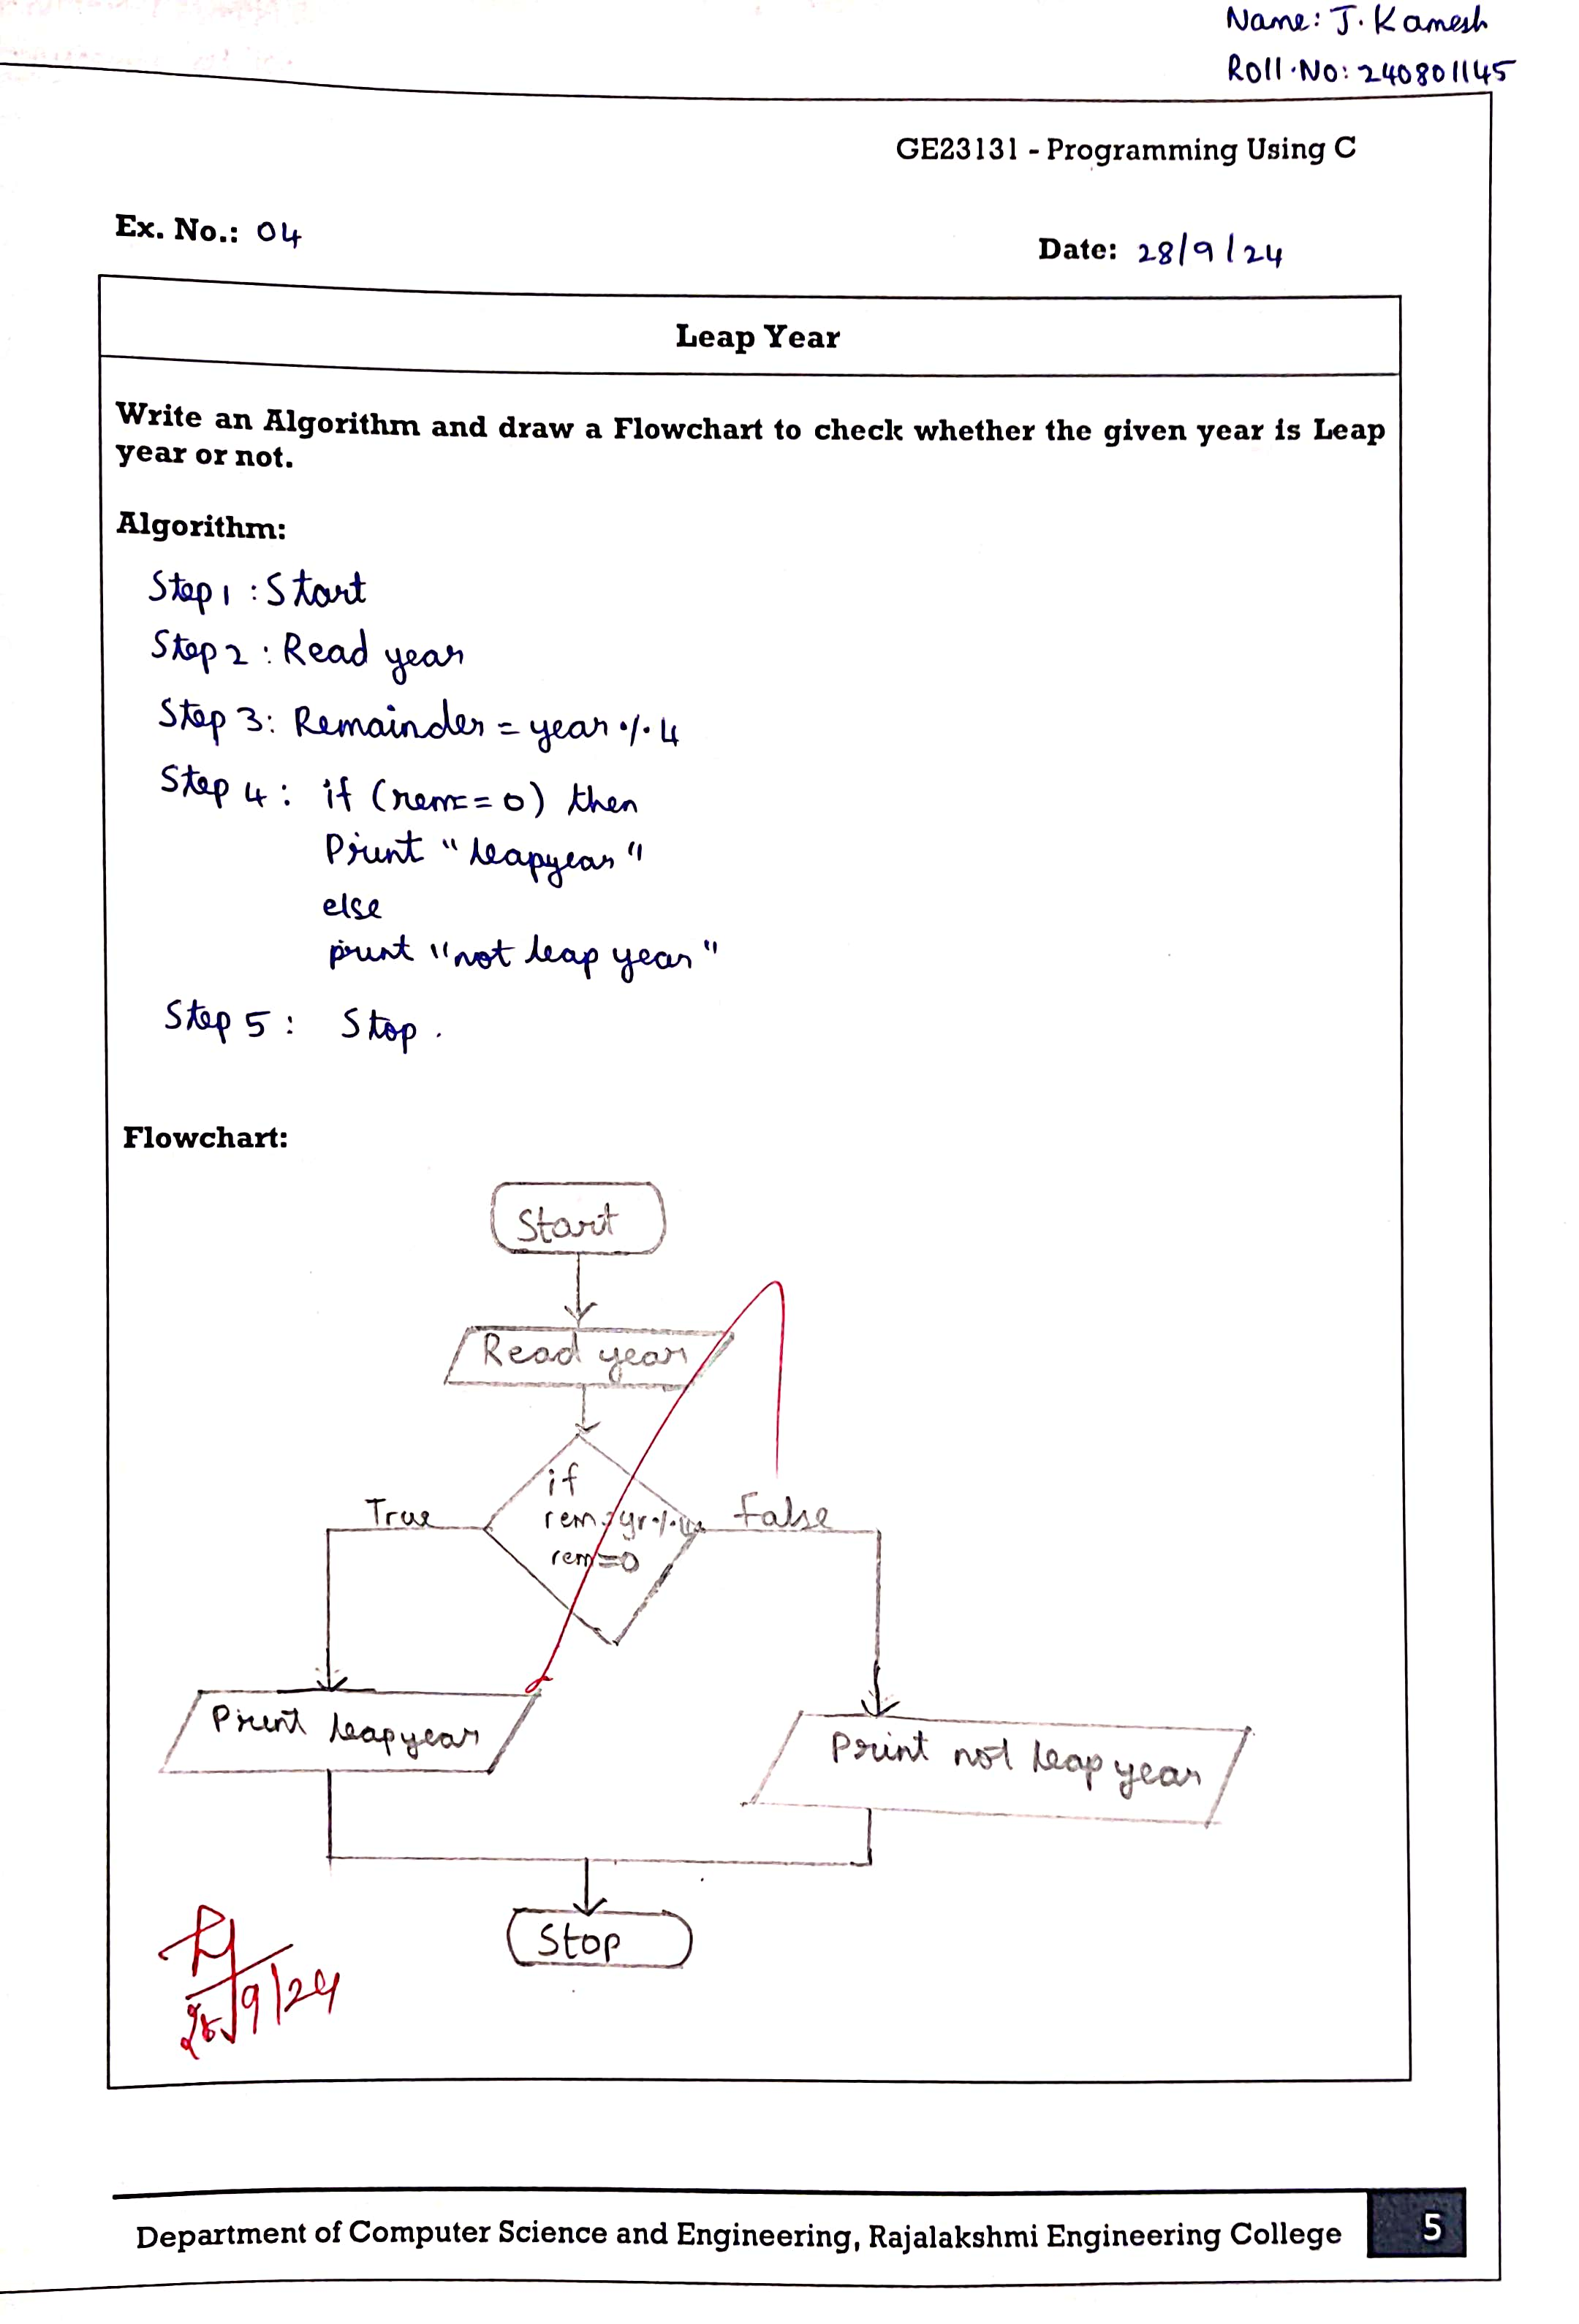 Name: J. Kamesh
Roll.No: 240801145
GE23131 - Programming Using C
Ex. No.: 04
Date: 28/9/24
Leap Year
Write an Algorithm and draw a Flowchart to check whether the given year is Leap
year or not.
Algorithm:
Step 1 : Start
Step 2 : Read year
Step 3: Remainder = year % 4
Step 4 : if (rem == 0) then
Print "leapyear"
else
print "not leap year"
Step 5 : Stop.
Flowchart:
Start
Read year
if
rem=yr%4
rem=0
True
False
Print leapyear
Print not leap year
Stop
28/9/24
Department of Computer Science and Engineering, Rajalakshmi Engineering College
5